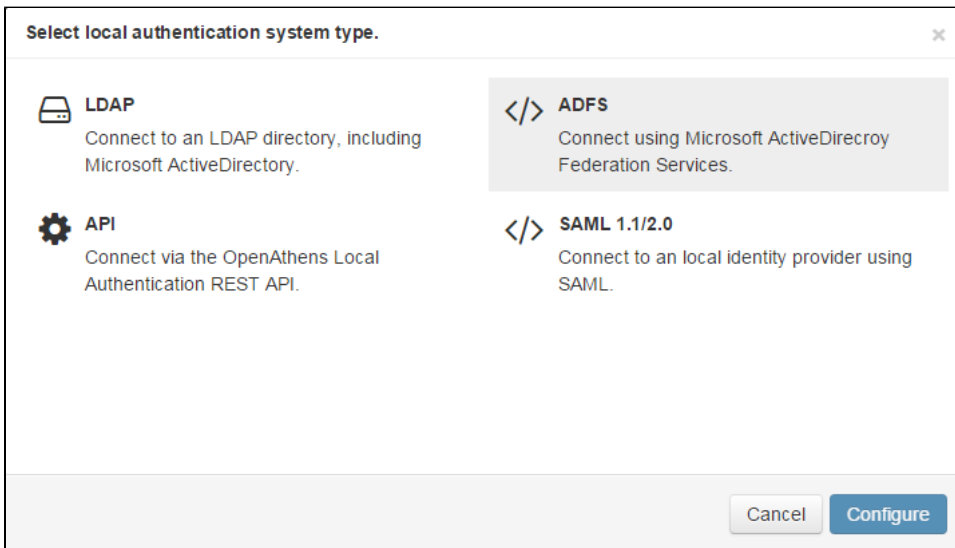 Select local authentication system type.
×
LDAP
Connect to an LDAP directory, including
Microsoft ActiveDirectory.
ADFS
Connect using Microsoft ActiveDirecroy
Federation Services.
API
Connect via the OpenAthens Local
Authentication REST API.
SAML 1.1/2.0
Connect to an local identity provider using
SAML.
Cancel
Configure